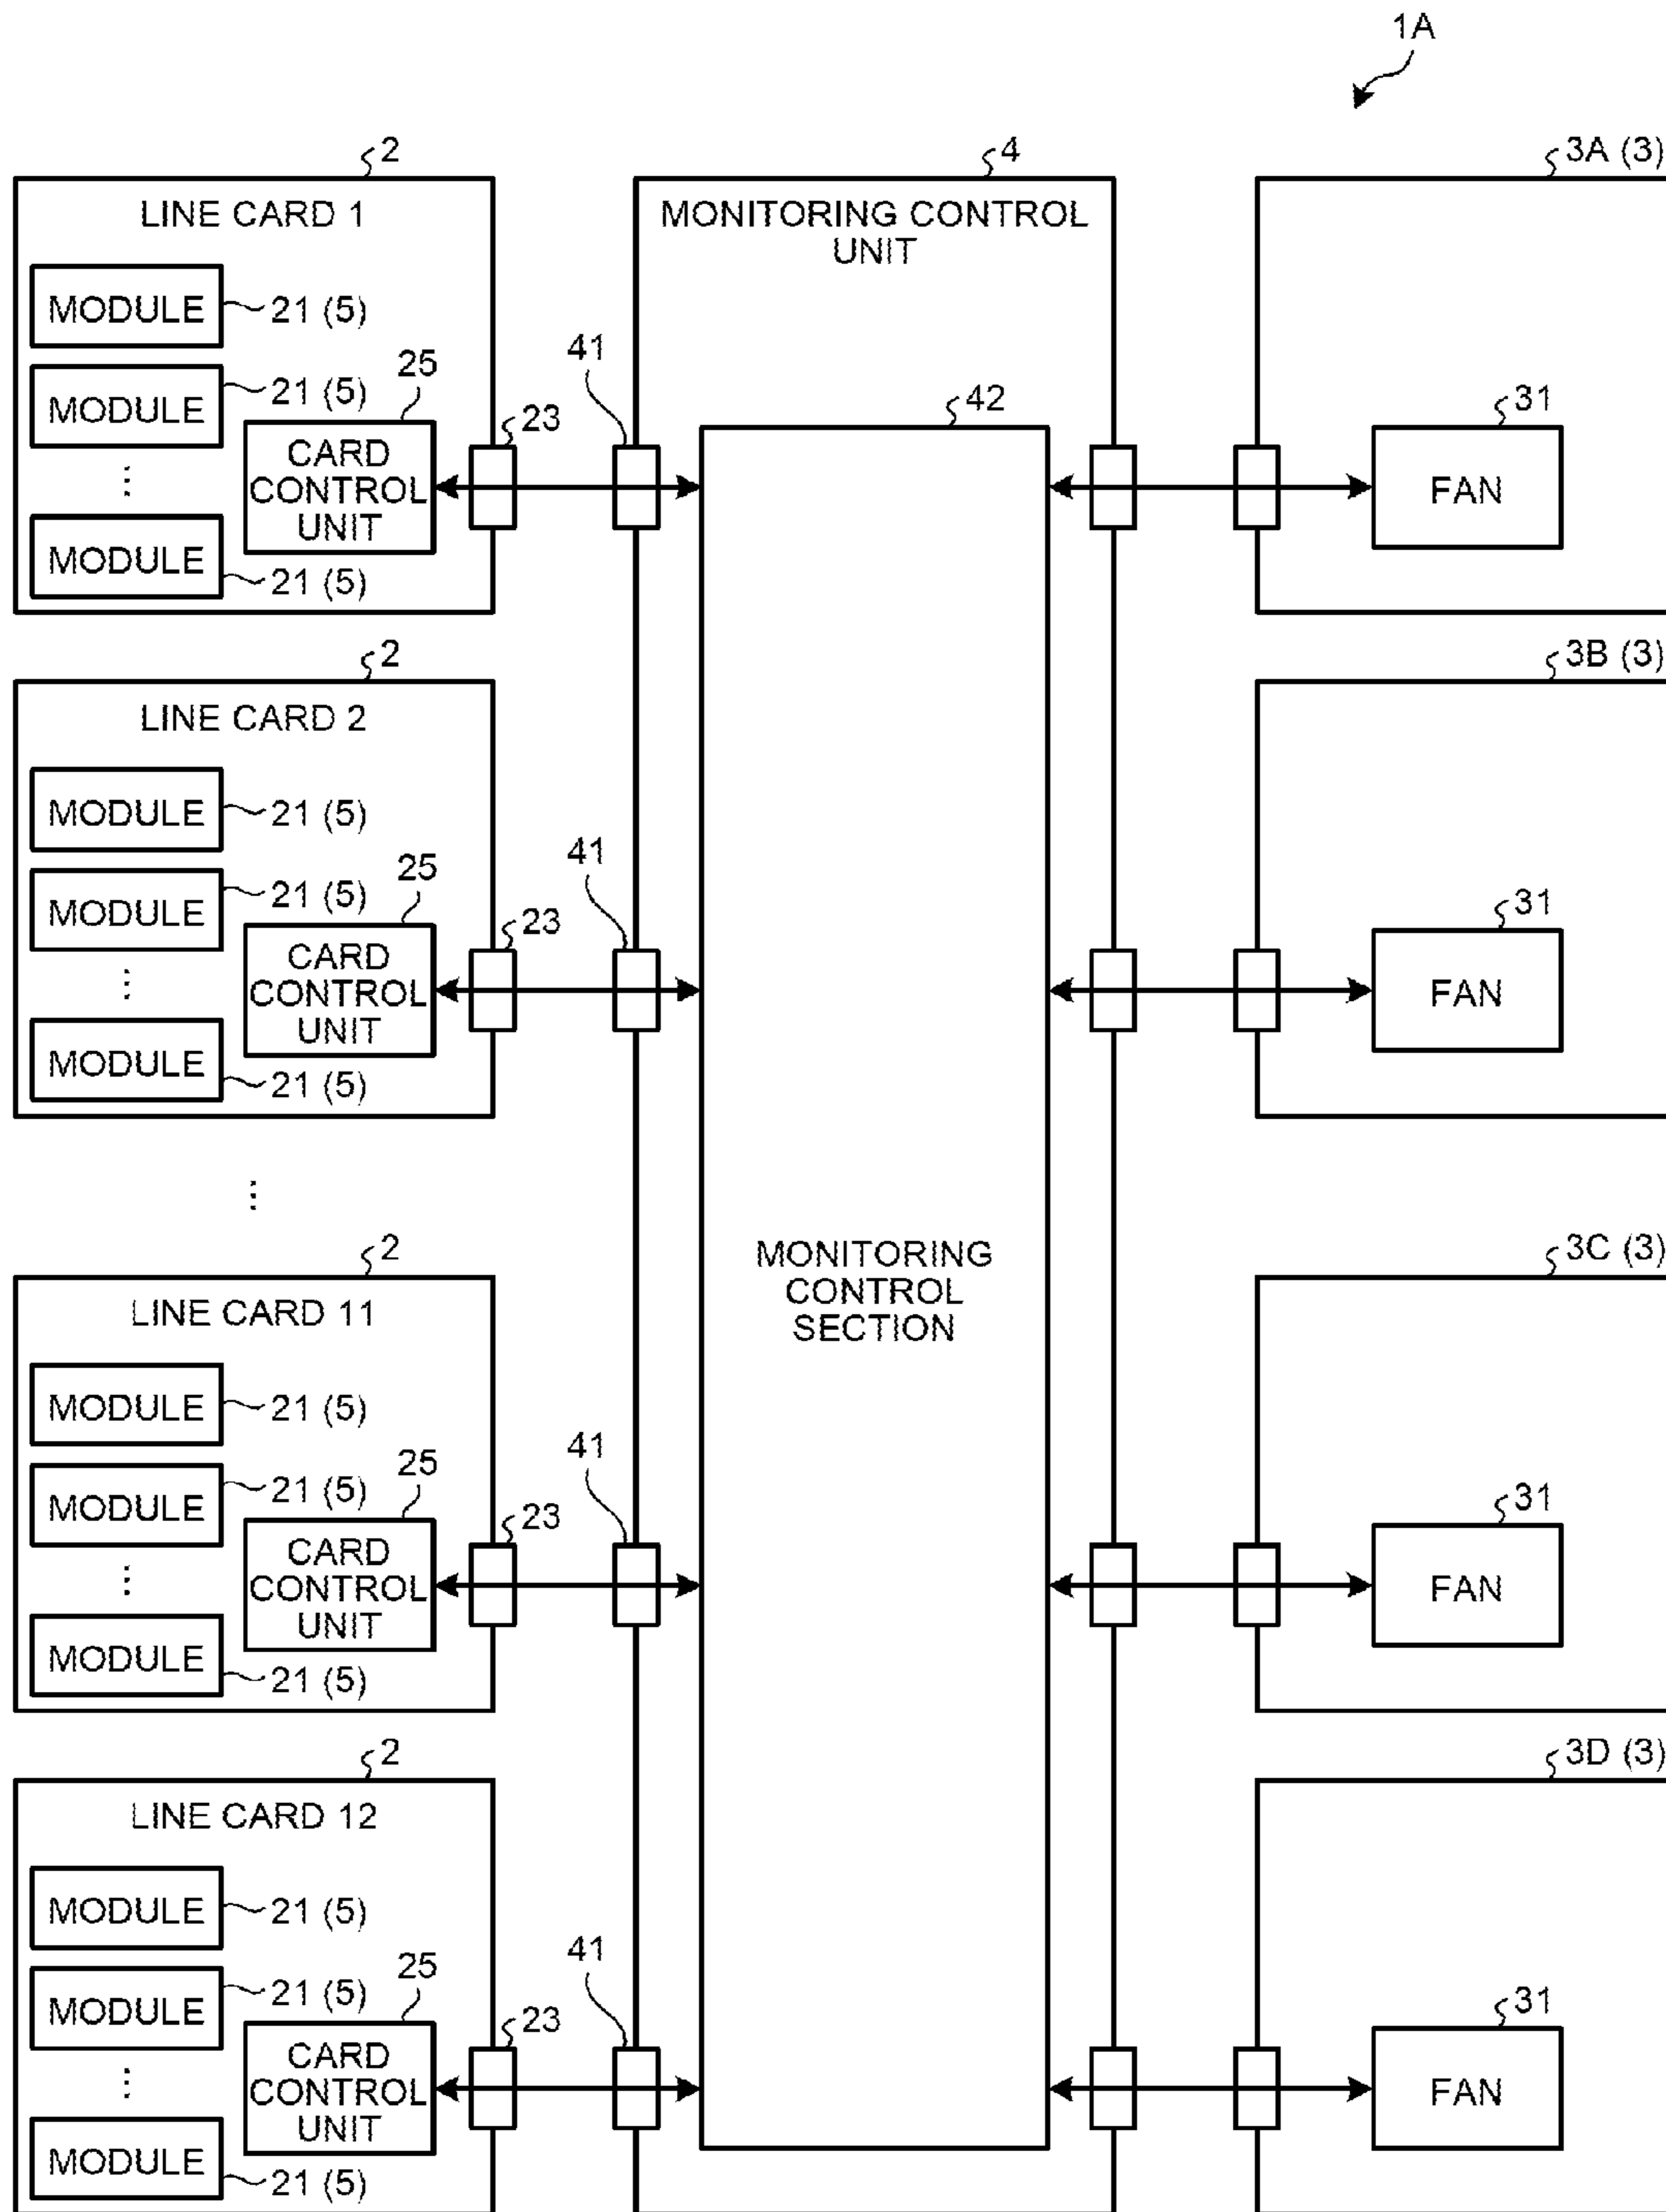 1A
2
4
3A (3)
LINE CARD 1
MONITORING CONTROL
UNIT
MODULE
21 (5)
MODULE
21 (5)
25
23
41
42
31
CARD
CONTROL
UNIT
FAN
⋮
MODULE
21 (5)
2
3B (3)
LINE CARD 2
MODULE
21 (5)
MODULE
21 (5)
25
23
41
31
CARD
CONTROL
UNIT
FAN
⋮
MODULE
21 (5)
⋮
MONITORING
CONTROL
SECTION
2
3C (3)
LINE CARD 11
MODULE
21 (5)
MODULE
21 (5)
25
23
41
31
CARD
CONTROL
UNIT
FAN
⋮
MODULE
21 (5)
2
3D (3)
LINE CARD 12
MODULE
21 (5)
MODULE
21 (5)
25
23
41
31
CARD
CONTROL
UNIT
FAN
⋮
MODULE
21 (5)